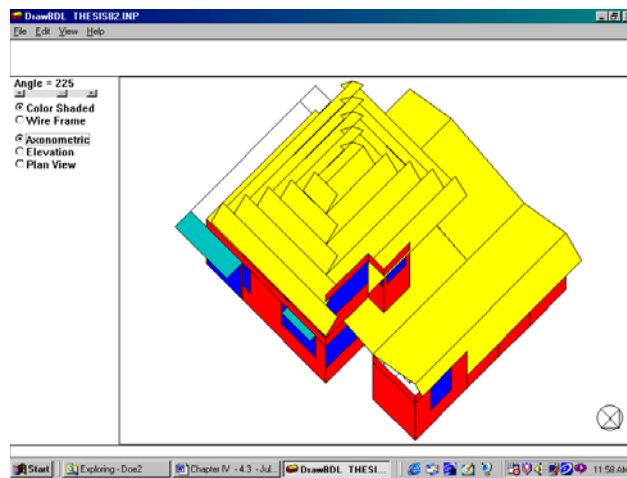 DrawBDL THESIS82.INP
File Edit View Help
Angle = 225
Color Shaded
Wire Frame
Axonometric
Elevation
Plan View
Start Exploring - Doe2 Chapter IV - 4.3 - Jul... DrawBDL THESI... 11:58 AM